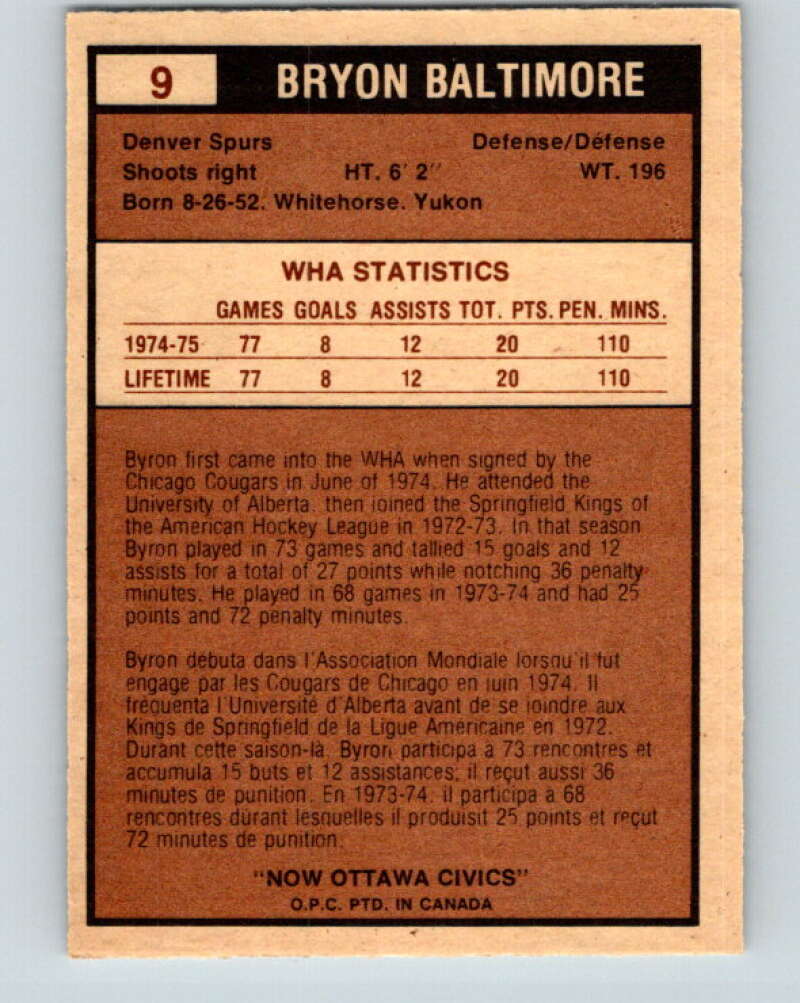 9 BRYON BALTIMORE
Denver Spurs Defense/Défense
Shoots right HT. 6' 2" WT. 196
Born 8-26-52. Whitehorse. Yukon
WHA STATISTICS
GAMES GOALS ASSISTS TOT. PTS. PEN. MINS.
1974-75 77 8 12 20 110
LIFETIME 77 8 12 20 110
Byron first came into the WHA when signed by the
Chicago Cougars in June of 1974. He attended the
University of Alberta. then joined the Springfield Kings of
the American Hockey League in 1972-73. In that season
Byron played in 73 games and tallied 15 goals and 12
assists for a total of 27 points while notching 36 penalty
minutes. He played in 68 games in 1973-74 and had 25
points and 72 penalty minutes.
Byron débuta dans l'Association Mondiale lorsqu'il fut
engage par les Cougars de Chicago en juin 1974. Il
fréquenta l'Université d'Alberta avant de se joindre aux
Kings de Springfield de la Ligue Américaine en 1972.
Durant cette saison-là. Byron participa à 73 rencontres et
accumula 15 buts et 12 assistances; il reçut aussi 36
minutes de punition. En 1973-74. il participa à 68
rencontres durant lesquelles il produisit 25 points et reçut
72 minutes de punition.
"NOW OTTAWA CIVICS"
O.P.C. PTD. IN CANADA